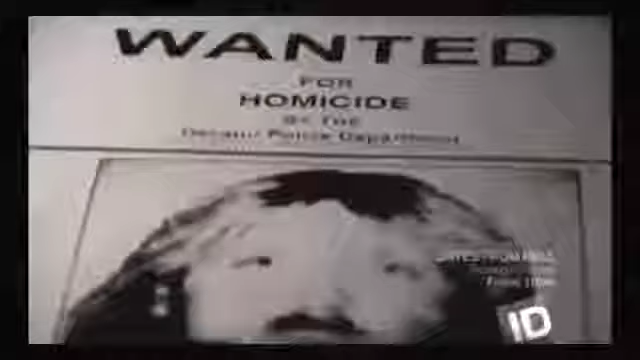 WANTED
FOR
HOMICIDE
BY THE
Decatur Police Department
ID